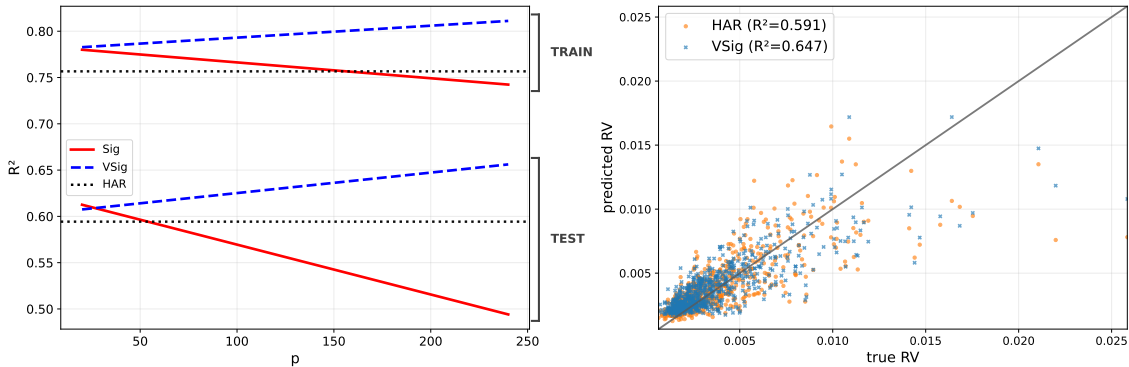 0.80
0.75
0.70
0.65
0.60
0.55
0.50
R²
50
100
150
200
250
p
Sig
VSig
HAR
TRAIN
TEST
HAR (R²=0.591)
VSig (R²=0.647)
0.025
0.020
0.015
0.010
0.005
predicted RV
0.005
0.010
0.015
0.020
0.025
true RV